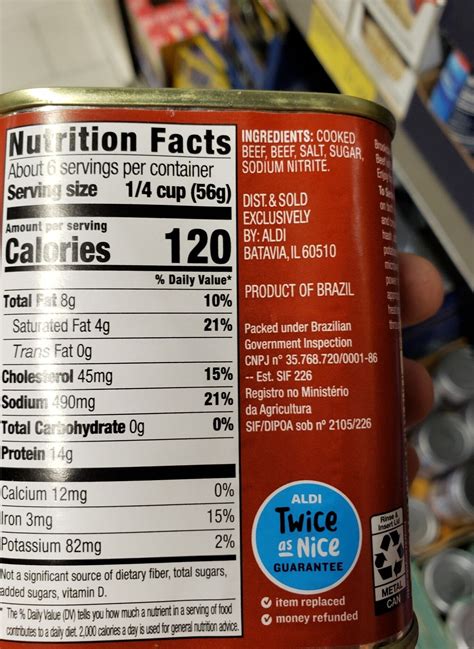 Nutrition Facts
About 6 servings per container
Serving size 1/4 cup (56g)
Amount per serving
Calories 120
% Daily Value*
Total Fat 8g 10%
Saturated Fat 4g 21%
Trans Fat 0g
Cholesterol 45mg 15%
Sodium 490mg 21%
Total Carbohydrate 0g 0%
Protein 14g
Calcium 12mg 0%
Iron 3mg 15%
Potassium 82mg 2%
Not a significant source of dietary fiber, total sugars,
added sugars, vitamin D.
* The % Daily Value (DV) tells you how much a nutrient in a serving of food
contributes to a daily diet. 2,000 calories a day is used for general nutrition advice.
INGREDIENTS: COOKED
BEEF, BEEF, SALT, SUGAR,
SODIUM NITRITE.
DIST. & SOLD
EXCLUSIVELY
BY: ALDI
BATAVIA, IL 60510
PRODUCT OF BRAZIL
Packed under Brazilian
Government Inspection
CNPJ n° 35.768.720/0001-86
-- Est. SIF 226
Registro no Ministério
da Agricultura
SIF/DIPOA sob nº 2105/226
ALDI
Twice
as Nice
GUARANTEE
item replaced
money refunded
Rinse &
Insert Lid
METAL
CAN